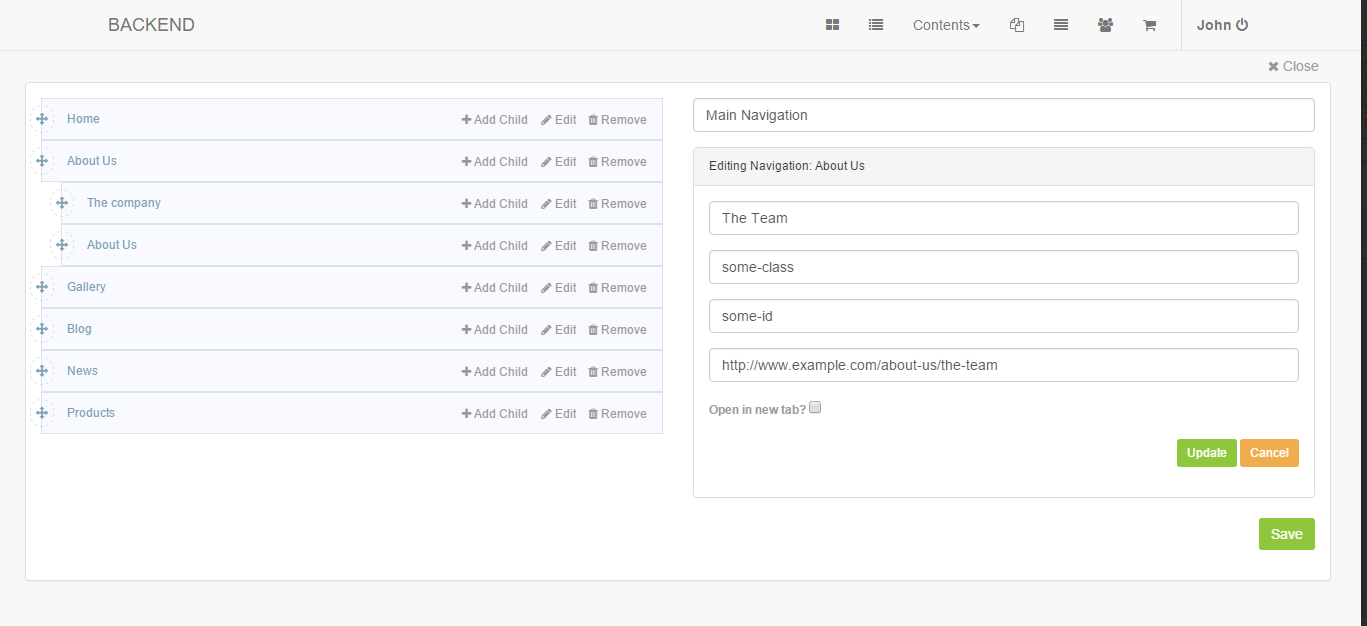 BACKEND Contents John
Close
Home Add Child Edit Remove
About Us Add Child Edit Remove
The company Add Child Edit Remove
About Us Add Child Edit Remove
Gallery Add Child Edit Remove
Blog Add Child Edit Remove
News Add Child Edit Remove
Products Add Child Edit Remove
Main Navigation
Editing Navigation: About Us
The Team
some-class
some-id
http://www.example.com/about-us/the-team
Open in new tab?
Update Cancel
Save